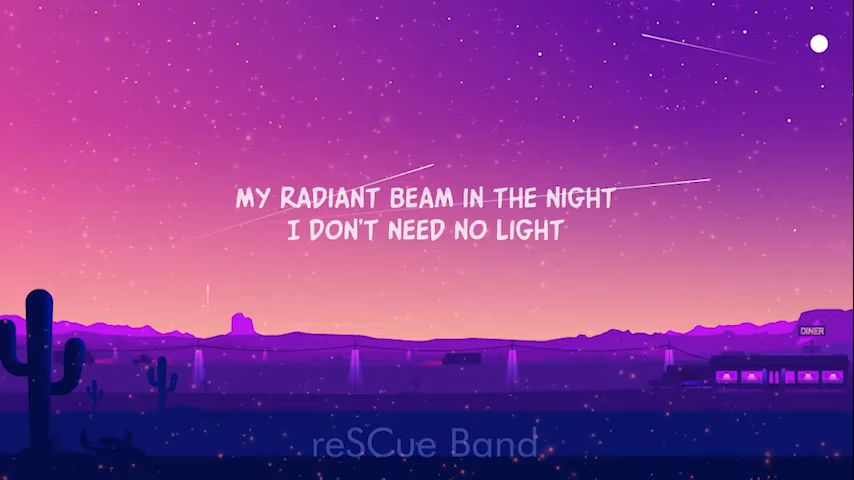 MY RADIANT BEAM IN THE NIGHT
I DON'T NEED NO LIGHT
DINER
reSCue Band